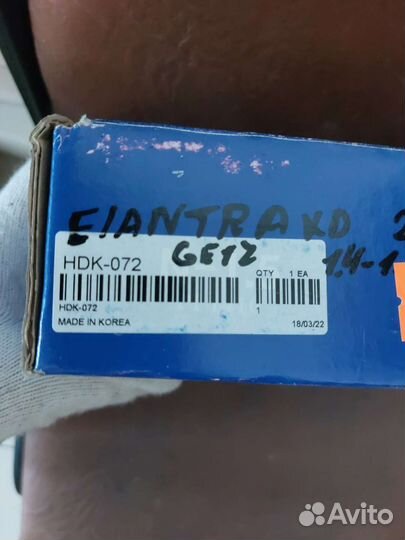 ElANTRA XD 2
GETZ 1,4-1
HDK-072
QTY 1 EA
HDK-072
1
MADE IN KOREA
18/03/22
Avito